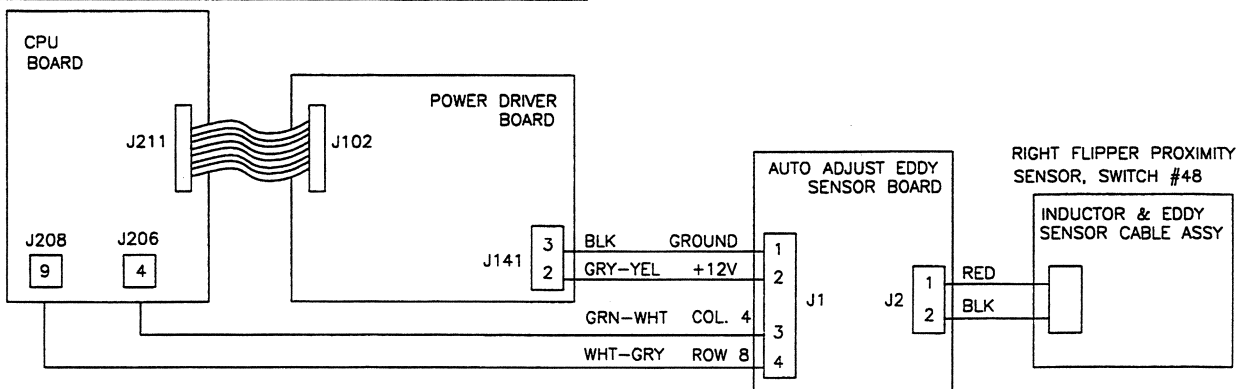 CPU
BOARD
J211
J102
POWER DRIVER
BOARD
J208
J206
9
4
J141
3
2
BLK GROUND
GRY-YEL +12V
GRN-WHT COL. 4
WHT-GRY ROW 8
AUTO ADJUST EDDY
SENSOR BOARD
1
2
3
4
J1
J2
1
2
RED
BLK
RIGHT FLIPPER PROXIMITY
SENSOR, SWITCH #48
INDUCTOR & EDDY
SENSOR CABLE ASSY